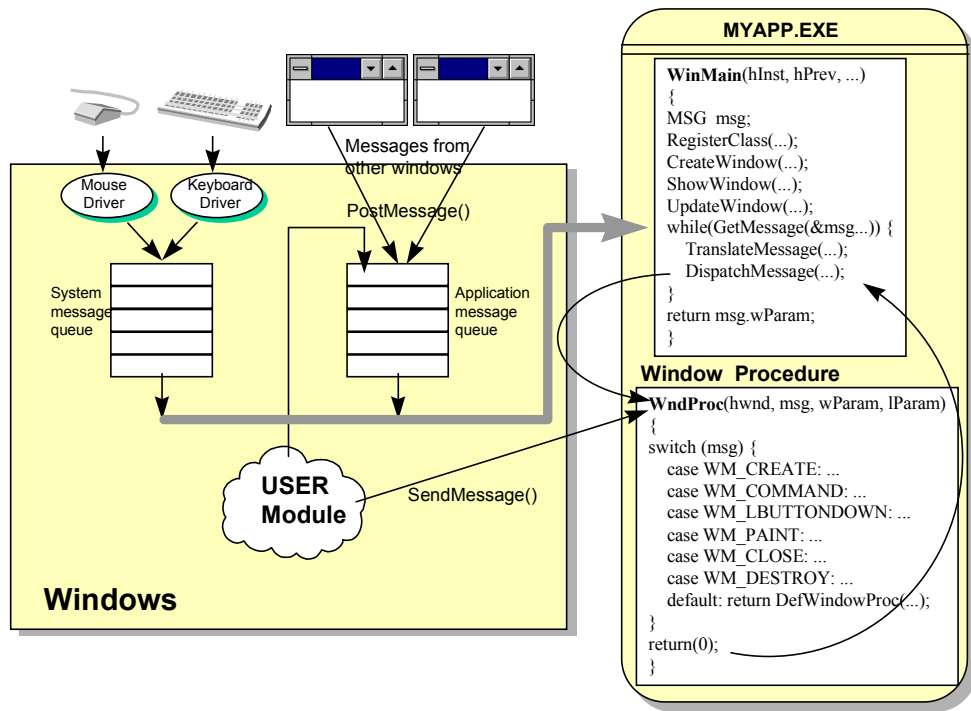 Messages from
other windows
PostMessage()
Mouse
Driver
Keyboard
Driver
System
message
queue
Application
message
queue
USER
Module
SendMessage()
Windows
MYAPP.EXE
WinMain(hInst, hPrev, ...)
{
MSG  msg;
RegisterClass(...);
CreateWindow(...);
ShowWindow(...);
UpdateWindow(...);
while(GetMessage(&msg...)) {
TranslateMessage(...);
DispatchMessage(...);
}
return msg.wParam;
}
Window Procedure
WndProc(hwnd, msg, wParam, lParam)
{
switch (msg) {
case WM_CREATE: ...
case WM_COMMAND: ...
case WM_LBUTTONDOWN: ...
case WM_PAINT: ...
case WM_CLOSE: ...
case WM_DESTROY: ...
default: return DefWindowProc(...);
}
return(0);
}